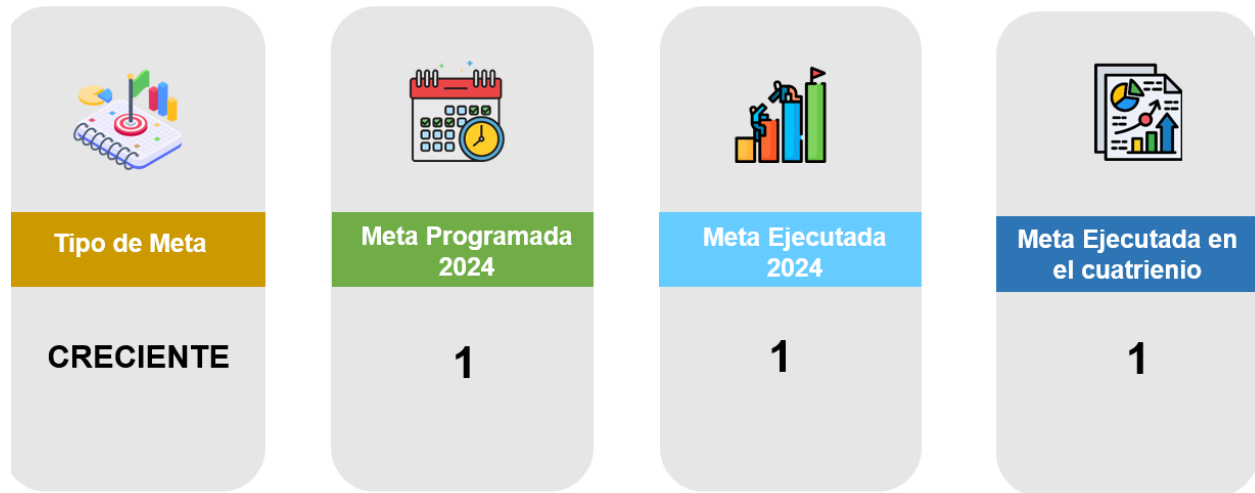 Tipo de Meta
CRECIENTE
Meta Programada
2024
1
Meta Ejecutada
2024
1
Meta Ejecutada en
el cuatrienio
1